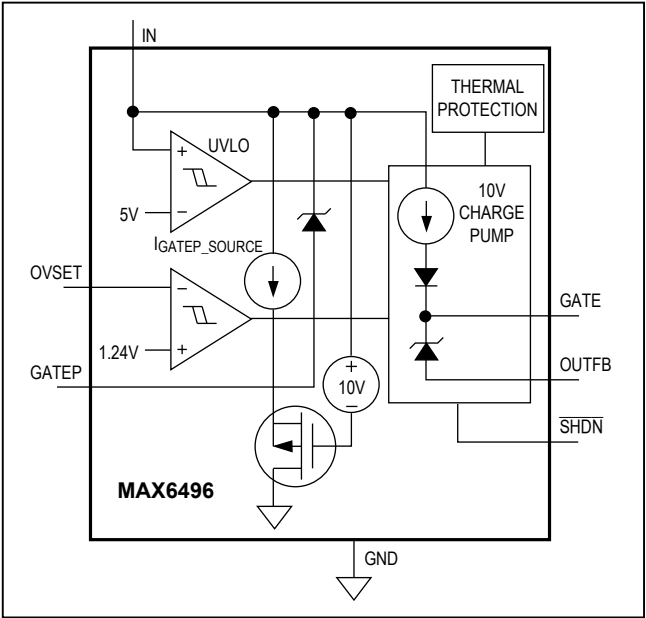 IN
THERMAL
PROTECTION
UVLO
+
−
5V
10V
CHARGE
PUMP
IGATEP_SOURCE
OVSET
−
+
1.24V
GATE
GATEP
+
10V
−
OUTFB
SHDN
MAX6496
GND